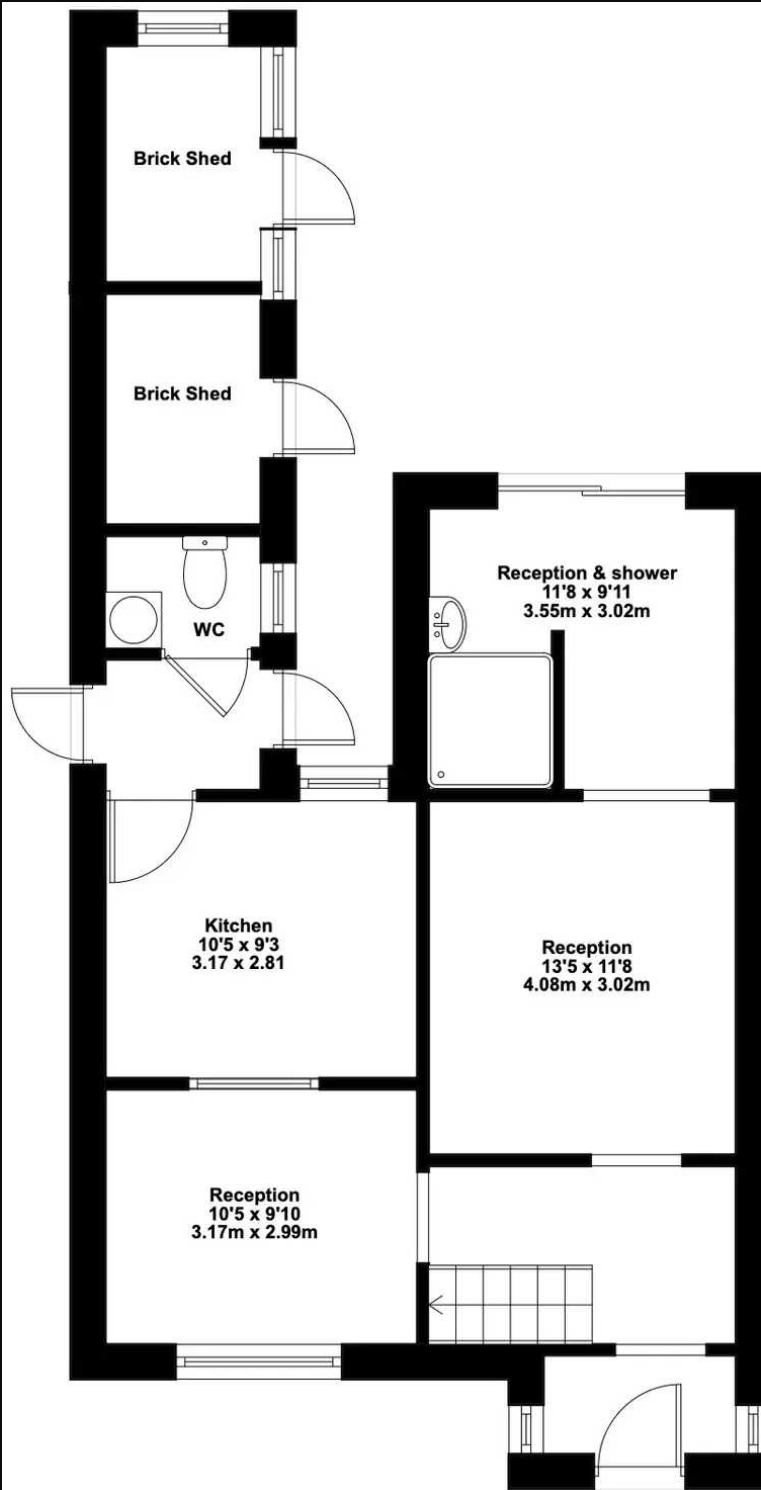 Brick Shed
Brick Shed
WC
Reception & shower
11'8 x 9'11
3.55m x 3.02m
Kitchen
10'5 x 9'3
3.17 x 2.81
Reception
13'5 x 11'8
4.08m x 3.02m
Reception
10'5 x 9'10
3.17m x 2.99m